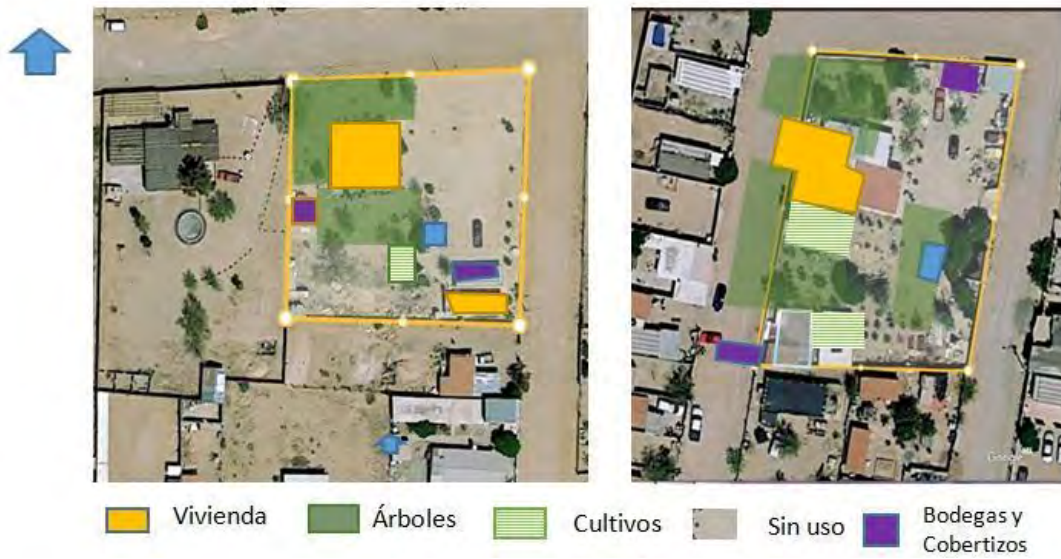 Google
Vivienda
Árboles
Cultivos
Sin uso
Bodegas y
Cobertizos